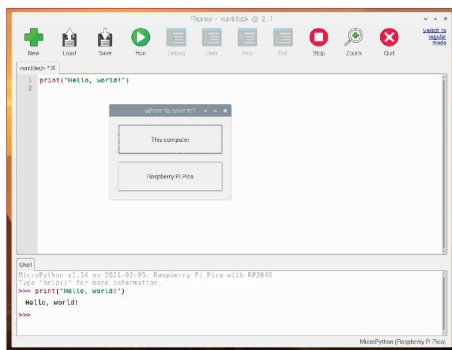 Thonny - <untitled> @ 2:1
New
Load
Save
Run
Debug
Over
Into
Out
Stop
Zoom
Quit
Switch to
regular
mode
<untitled> *
1 print("Hello, world!")
2
Where to save to?
This computer
Raspberry Pi Pico
Shell
MicroPython v1.14 on 2021-02-05; Raspberry Pi Pico with RP2040
Type "help()" for more information.
>>> print("Hello, world!")
Hello, world!
>>>
MicroPython (Raspberry Pi Pico)